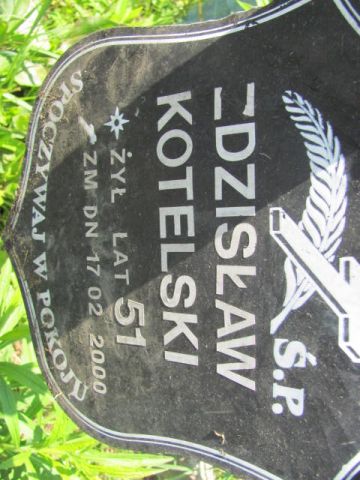 Ś.P.
ZDZISŁAW
KOTELSKI
ŻYŁ LAT 51
ZM DN 17 02 2000
SPOCZYWAJ W POKOJU